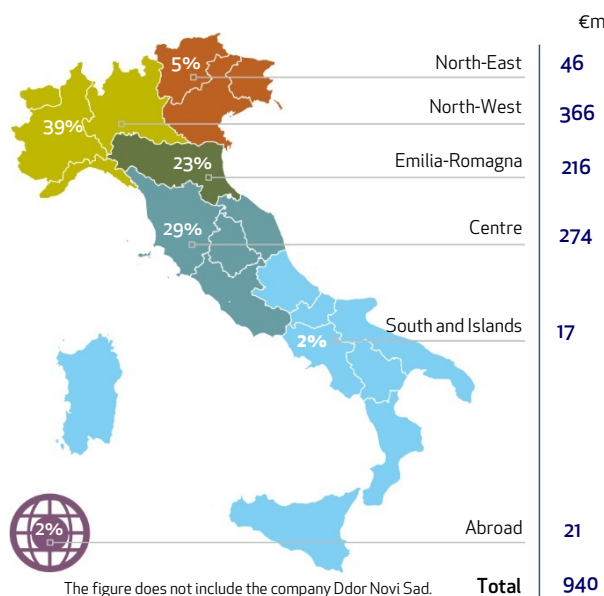 €m
5%
North-East 46
39%
North-West 366
23%
Emilia-Romagna 216
29%
Centre 274
2%
South and Islands 17
2%
Abroad 21
The figure does not include the company Ddor Novi Sad.
Total 940